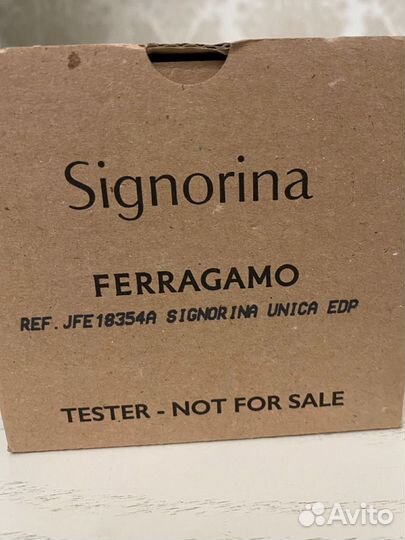 Signorina
FERRAGAMO
REF. JFE18354A SIGNORINA UNICA EDP
TESTER - NOT FOR SALE
Avito